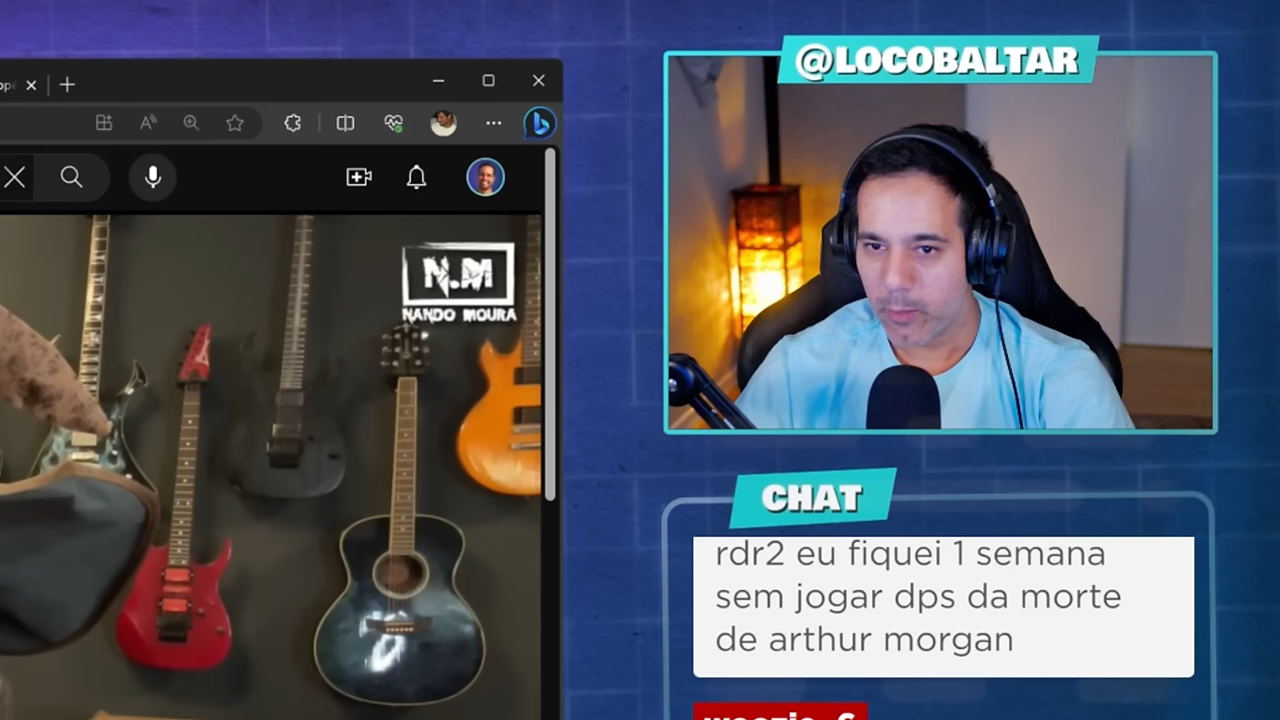 @LOCOBALTAR
N.M
NANDO MOURA
CHAT
rdr2 eu fiquei 1 semana
sem jogar dps da morte
de arthur morgan